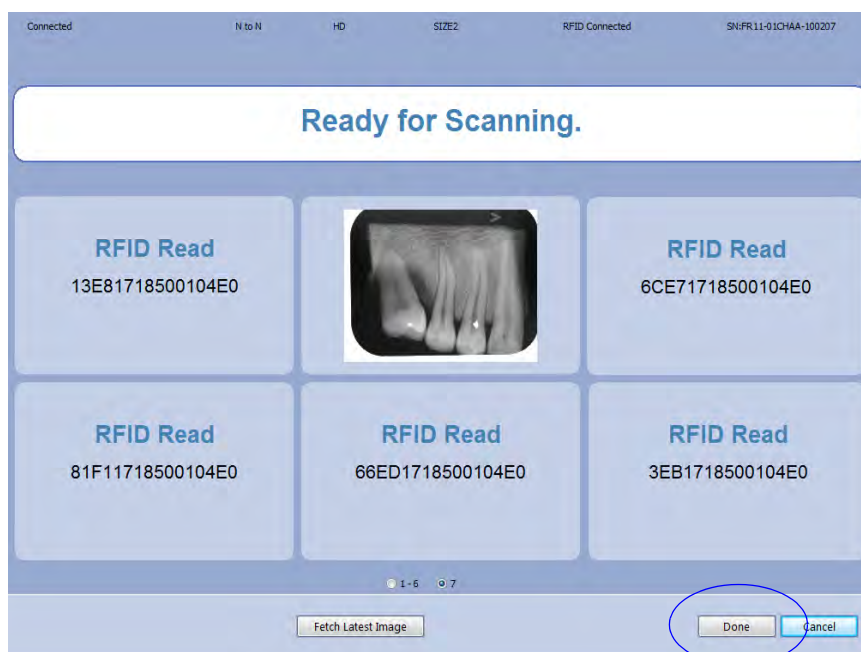 Connected N to N HD SIZE2 RFID Connected SN:FR11-01CHAA-100207
Ready for Scanning.
RFID Read
13E81718500104E0
RFID Read
6CE71718500104E0
RFID Read
81F11718500104E0
RFID Read
66ED1718500104E0
RFID Read
3EB1718500104E0
1-6 7
Fetch Latest Image Done Cancel